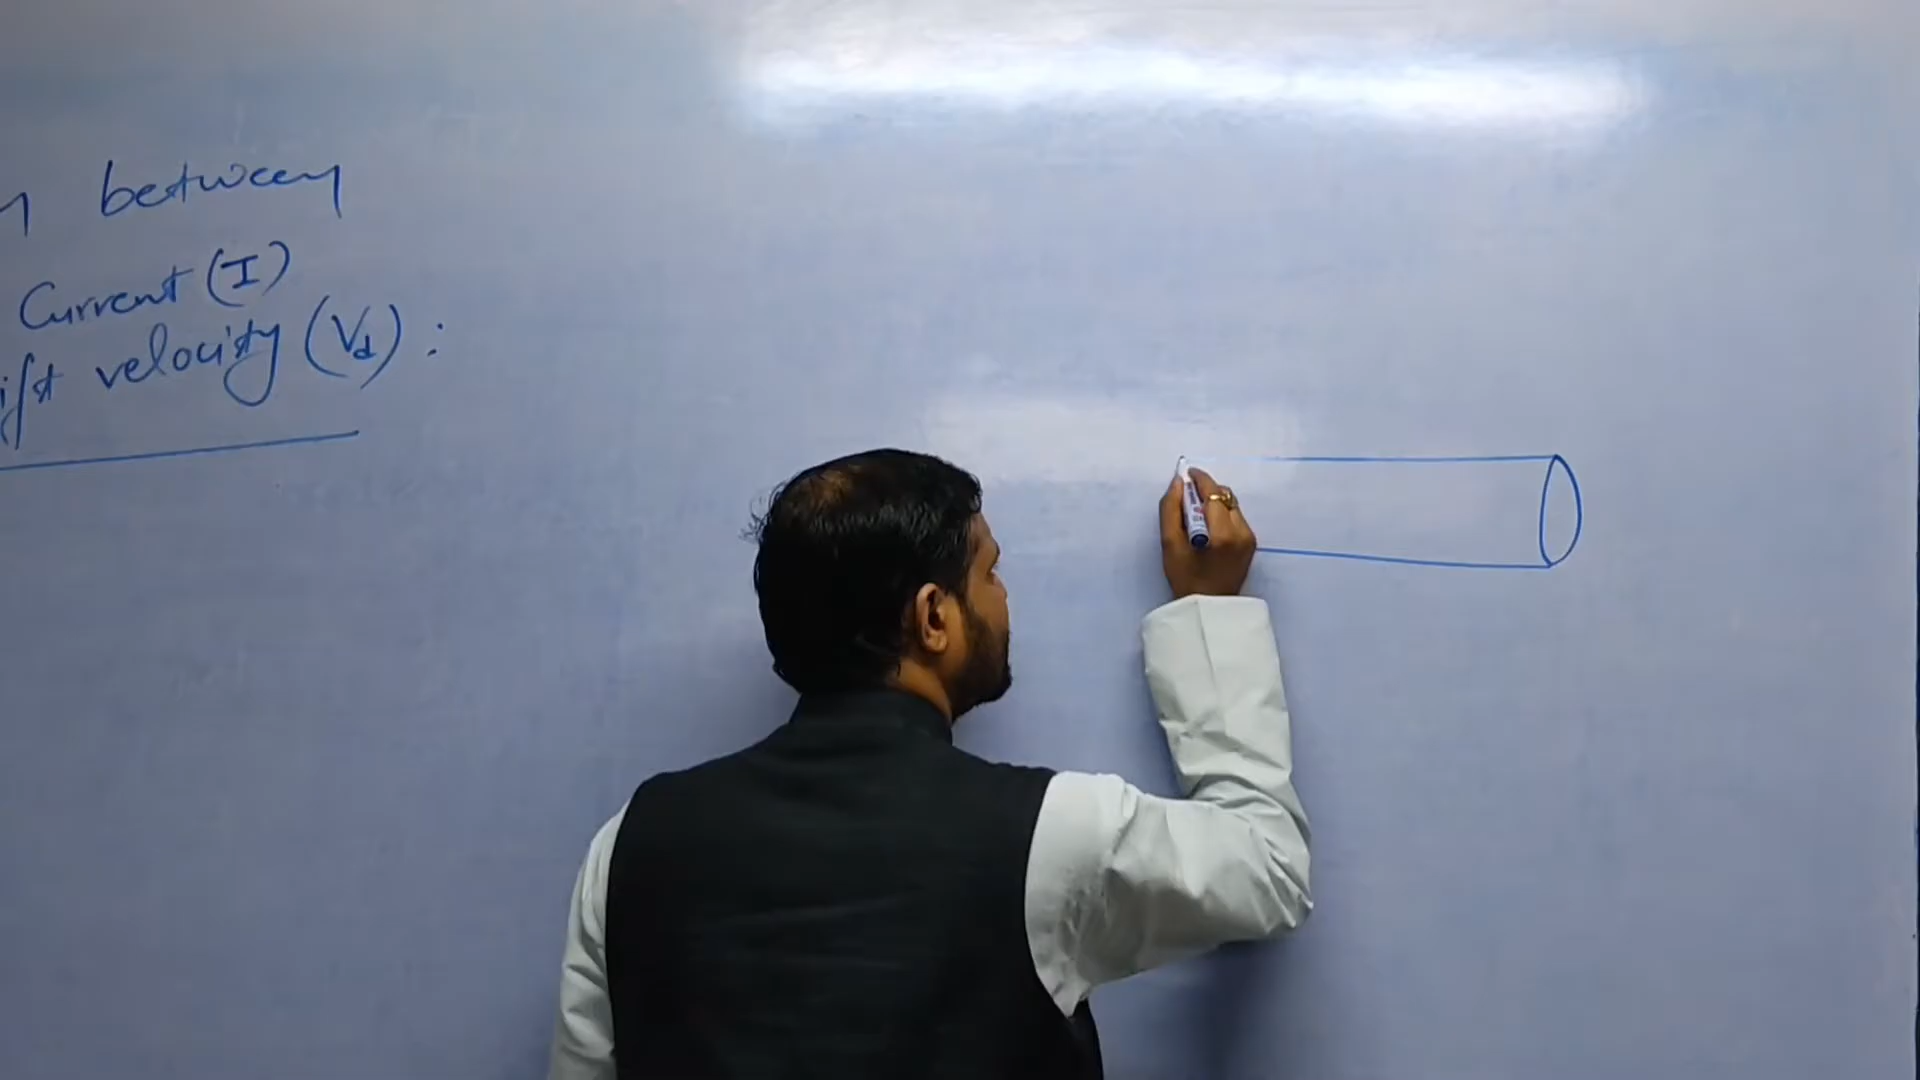 between
Current (I)
velocity (Vd) :